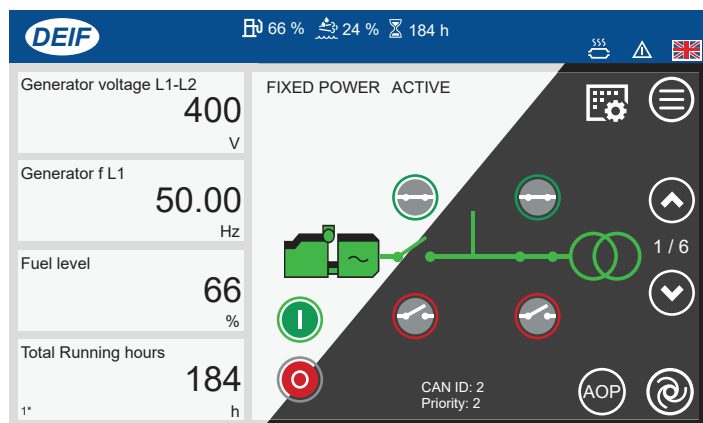 DEIF
66 % 24 % 184 h
Generator voltage L1-L2
400
V
Generator f L1
50.00
Hz
Fuel level
66
%
Total Running hours
184
1* h
FIXED POWER ACTIVE
1 / 6
CAN ID: 2
Priority: 2
AOP